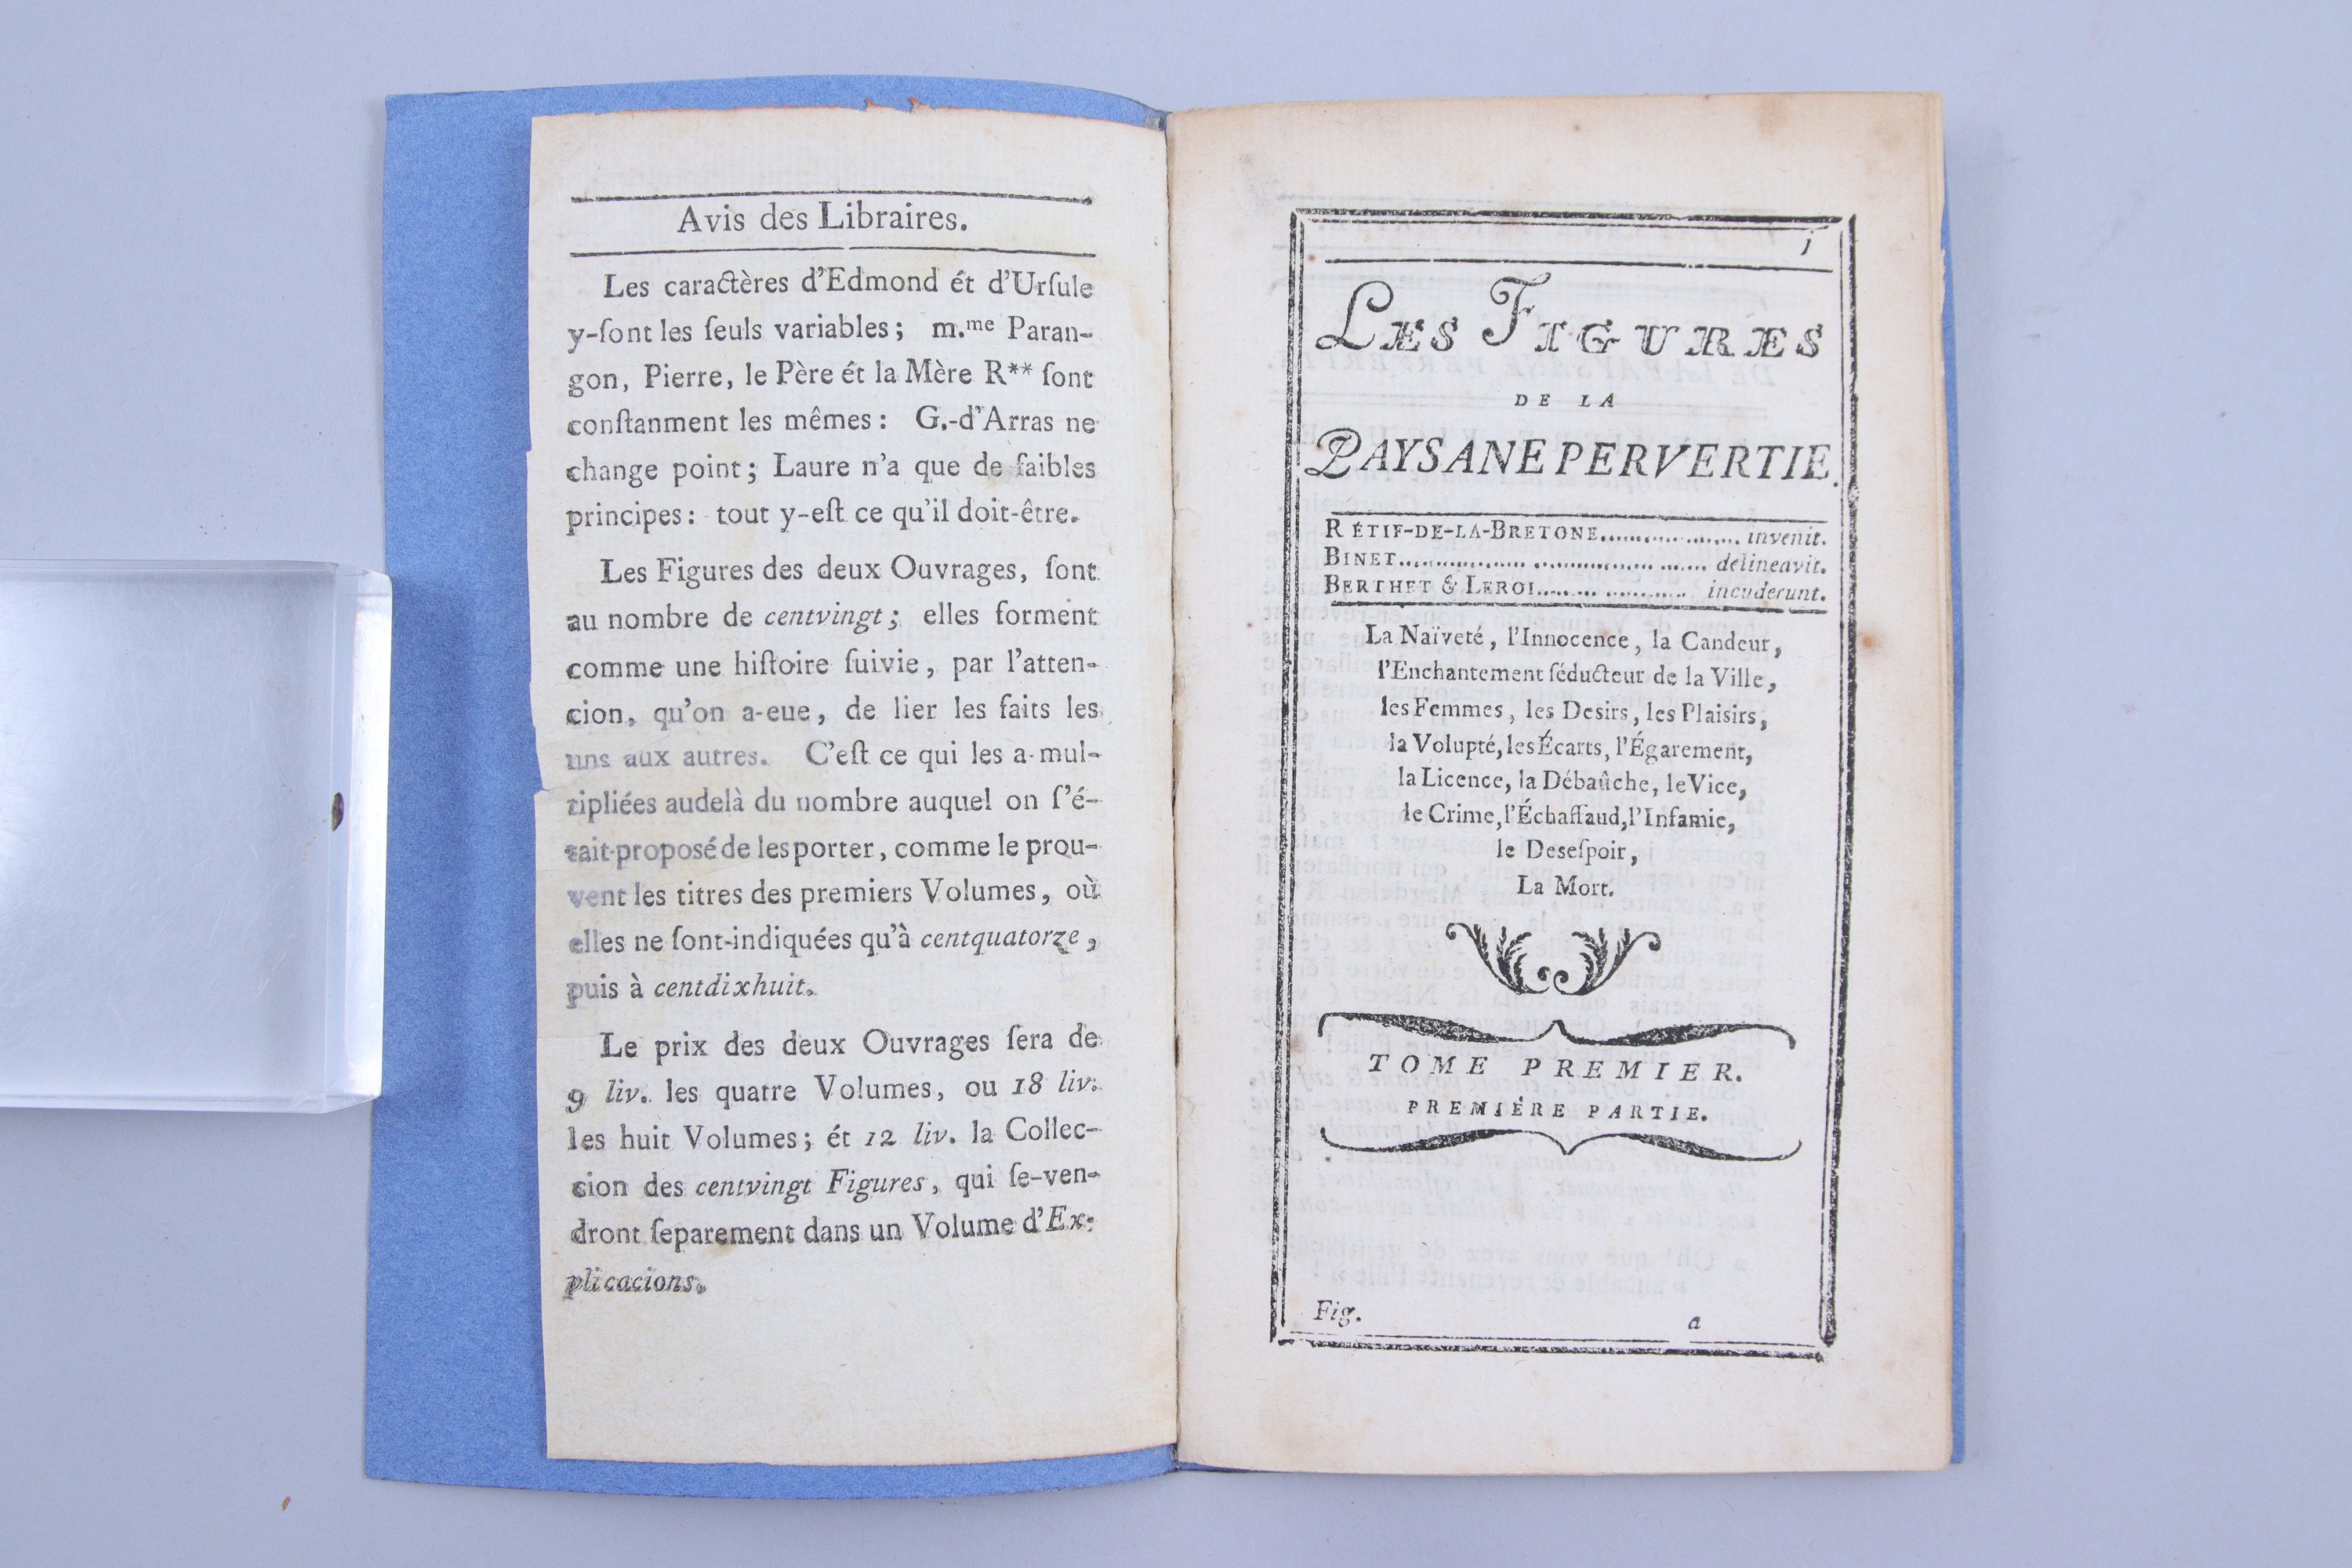 Avis des Libraires.
Les caractères d'Edmond ét d'Urſule
y-ſont les ſeuls variables; m.me Paran-
gon, Pierre, le Père ét la Mère R** ſont
conſtanment les mêmes: G.-d'Arras ne
change point; Laure n'a que de faibles
principes: tout y-eſt ce qu'il doit-être.
Les Figures des deux Ouvrages, ſont
au nombre de centvingt; elles forment
comme une hiſtoire ſuivie, par l'atten-
cion, qu'on a-eue, de lier les faits les
uns aux autres. C'eſt ce qui les a-mul-
tipliées audelà du nombre auquel on ſ'é-
tait-proposé de les porter, comme le prou-
vent les titres des premiers Volumes, où
elles ne ſont-indiquées qu'à centquatorze,
puis à centdixhuit.
Le prix des deux Ouvrages ſera de
9 liv. les quatre Volumes, ou 18 liv.
les huit Volumes; ét 12 liv. la Collec-
cion des centvingt Figures, qui ſe-ven-
dront ſeparement dans un Volume d'Ex-
plicacions.
j
LES FIGURES
DE LA
PAYSANE PERVERTIE.
RÉTIF-DE-LA-BRETONE.................. invenit.
BINET.................................... delineavit.
BERTHET & LEROI.................. incuderunt.
La Naïveté, l'Innocence, la Candeur,
l'Enchantement ſéducteur de la Ville,
les Femmes, les Desirs, les Plaisirs,
la Volupté, les Écarts, l'Égarement,
la Licence, la Débaûche, le Vice,
le Crime, l'Échaffaud, l'Infamie,
le Deseſpoir,
La Mort.
TOME PREMIER.
PREMIÈRE PARTIE.
Fig. a